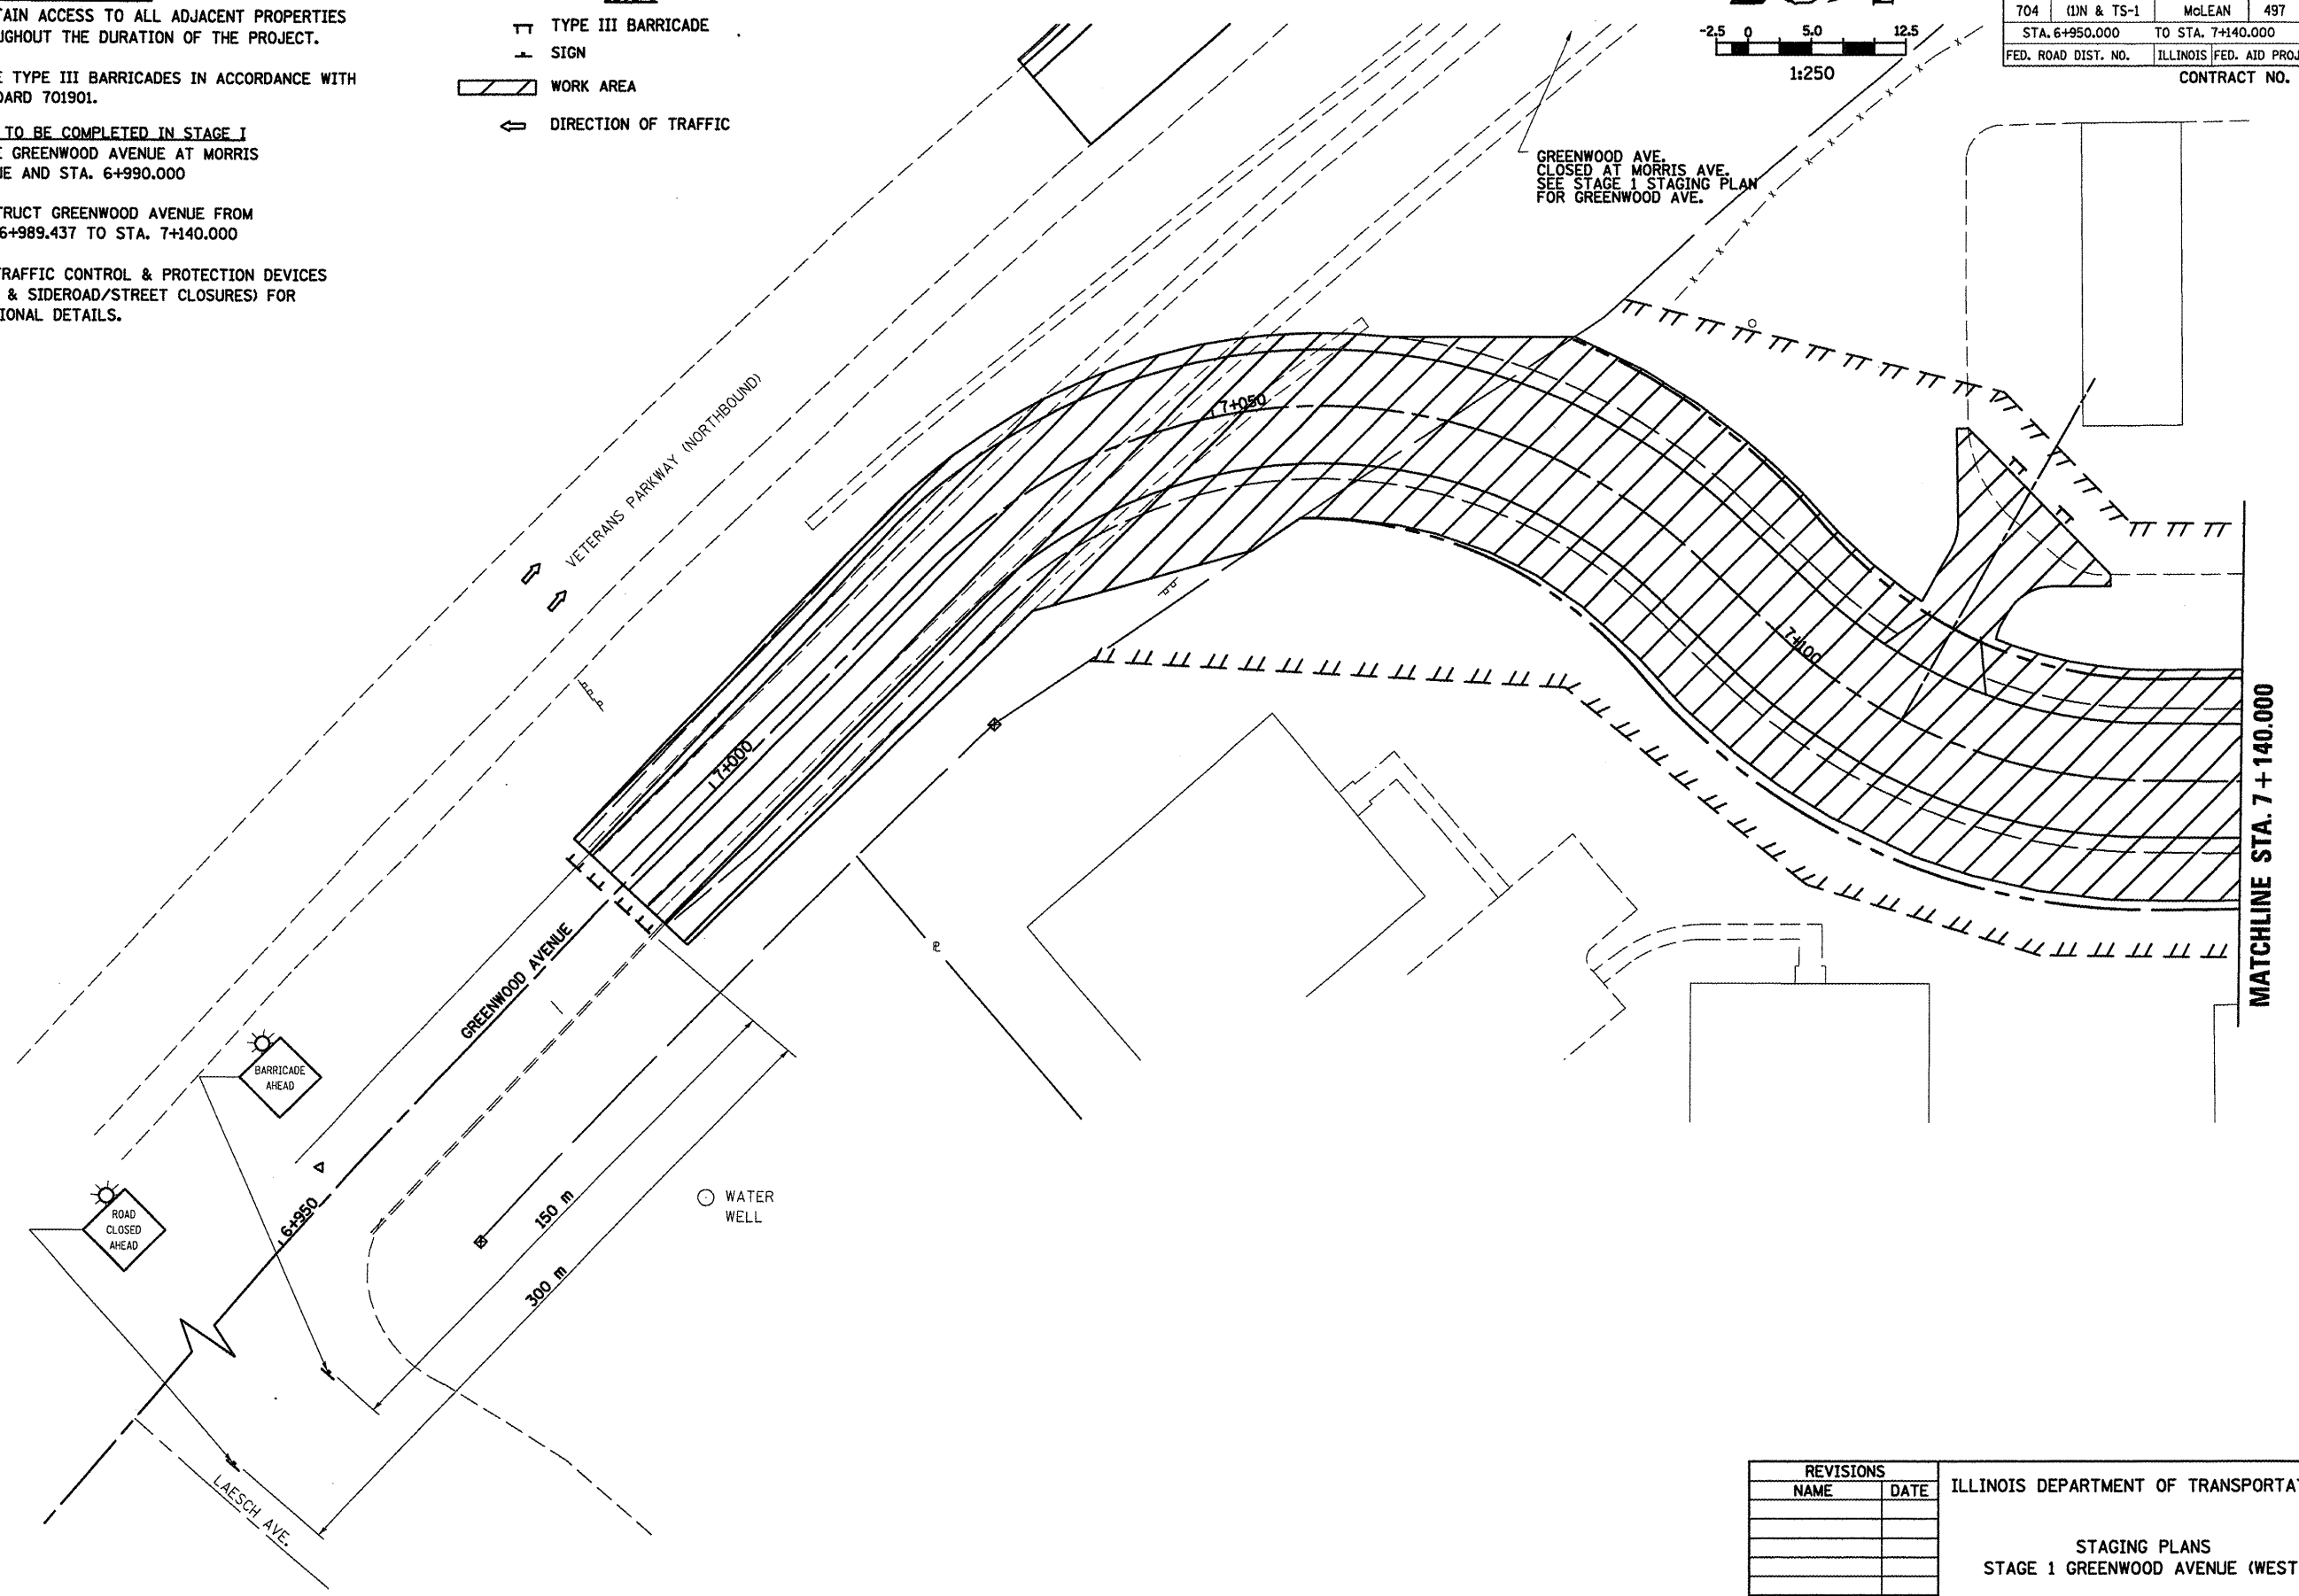 TAIN ACCESS TO ALL ADJACENT PROPERTIES
UGHOUT THE DURATION OF THE PROJECT.
E TYPE III BARRICADES IN ACCORDANCE WITH
DARD 701901.
TO BE COMPLETED IN STAGE I
E GREENWOOD AVENUE AT MORRIS
UE AND STA. 6+990.000
TRUCT GREENWOOD AVENUE FROM
6+989.437 TO STA. 7+140.000
TRAFFIC CONTROL & PROTECTION DEVICES
& SIDEROAD/STREET CLOSURES) FOR
TIONAL DETAILS.
TYPE III BARRICADE
SIGN
WORK AREA
DIRECTION OF TRAFFIC
-2.5 0 5.0 12.5
1:250
704 (1)N & TS-1 McLEAN 497
STA. 6+950.000 TO STA. 7+140.000
FED. ROAD DIST. NO. ILLINOIS FED. AID PROJ
CONTRACT NO.
GREENWOOD AVE.
CLOSED AT MORRIS AVE.
SEE STAGE 1 STAGING PLAN
FOR GREENWOOD AVE.
VETERANS PARKWAY (NORTHBOUND)
7+050
7+100
7+000
MATCHLINE STA. 7+140.000
GREENWOOD AVENUE
BARRICADE
AHEAD
ROAD
CLOSED
AHEAD
6+950
150 m
300 m
WATER
WELL
LAESCH AVE.
REVISIONS
NAME DATE
ILLINOIS DEPARTMENT OF TRANSPORTAT
STAGING PLANS
STAGE 1 GREENWOOD AVENUE (WEST